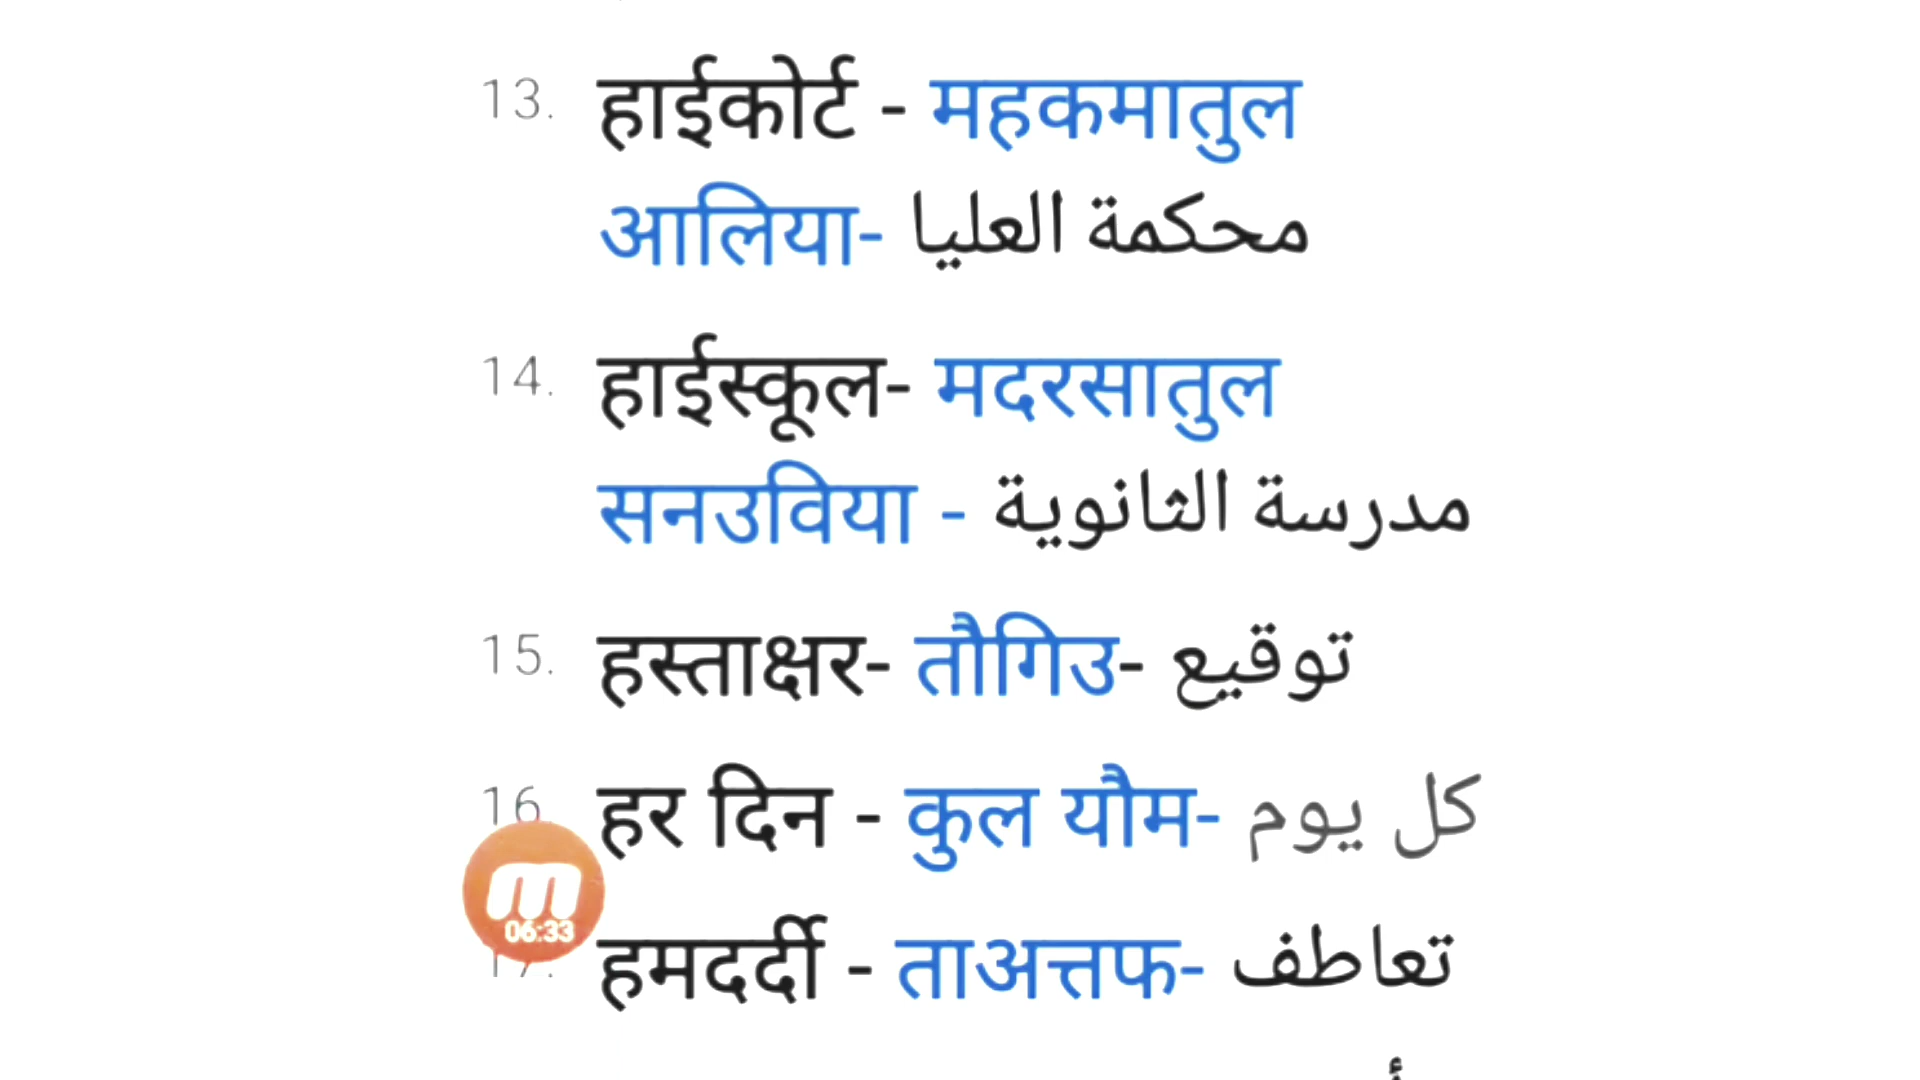 13. हाईकोर्ट - महकमातुल
आलिया- محكمة العليا
14. हाईस्कूल- मदरसातुल
सनउविया - مدرسة الثانوية
15. हस्ताक्षर- तौगिउ- توقيع
16. हर दिन - कुल यौम- كل يوم
06:33
17. हमदर्दी - ताअत्तफ- تعاطف